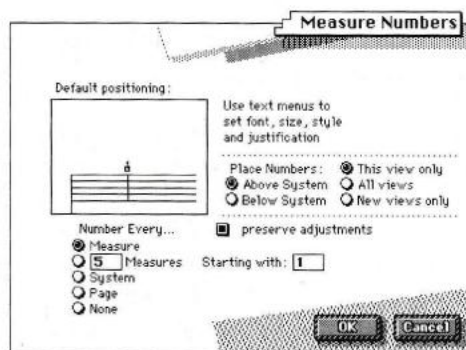 Measure Numbers
Default positioning:
Use text menus to
set font, size, style
and justification
Place Numbers:
Above System
Below System
This view only
All views
New views only
Number Every...
Measure
5 Measures
System
Page
None
preserve adjustments
Starting with: 1
OK
Cancel